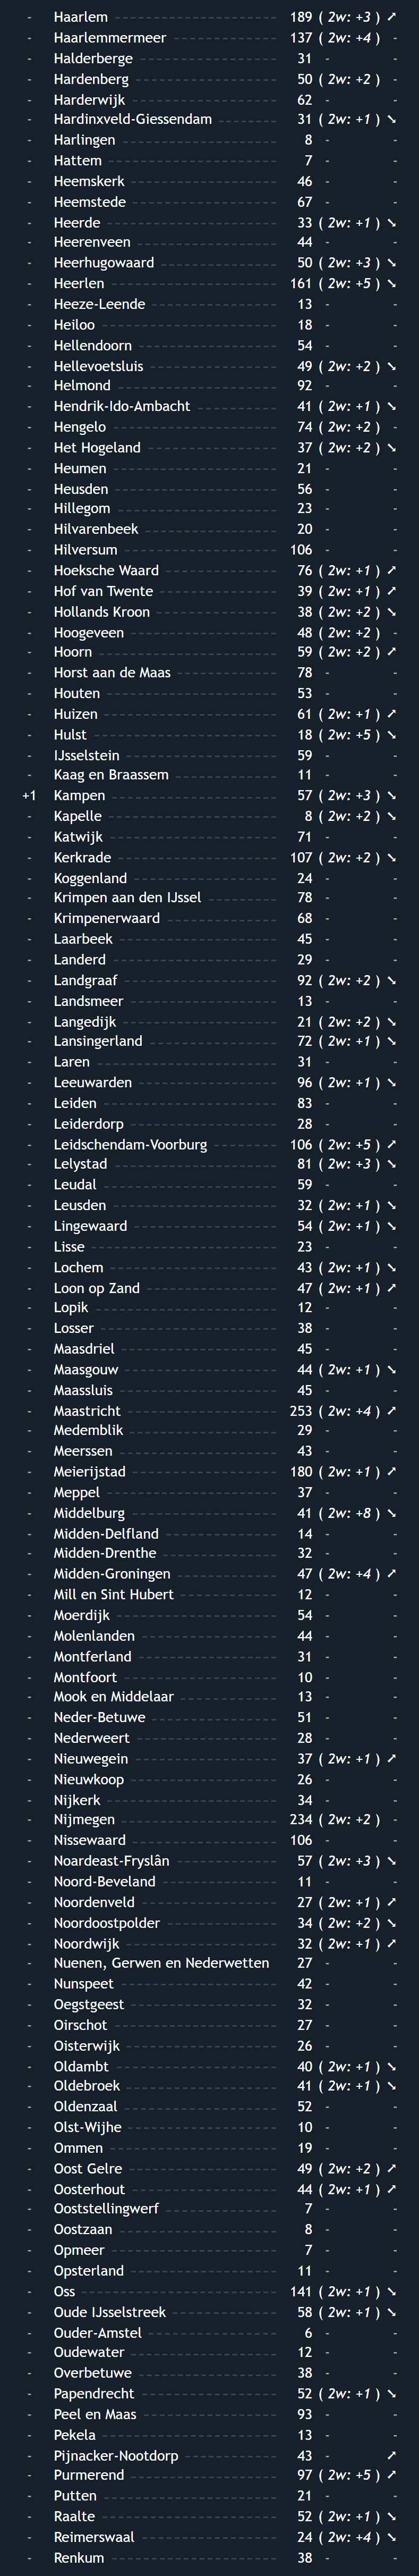 - Haarlem 189 ( 2w: +3 ) ➚
- Haarlemmermeer 137 ( 2w: +4 ) -
- Halderberge 31 - -
- Hardenberg 50 ( 2w: +2 ) -
- Harderwijk 62 - -
- Hardinxveld-Giessendam 31 ( 2w: +1 ) ➘
- Harlingen 8 - -
- Hattem 7 - -
- Heemskerk 46 - -
- Heemstede 67 - -
- Heerde 33 ( 2w: +1 ) ➘
- Heerenveen 44 - -
- Heerhugowaard 50 ( 2w: +3 ) ➘
- Heerlen 161 ( 2w: +5 ) ➘
- Heeze-Leende 13 - -
- Heiloo 18 - -
- Hellendoorn 54 - -
- Hellevoetsluis 49 ( 2w: +2 ) ➘
- Helmond 92 - -
- Hendrik-Ido-Ambacht 41 ( 2w: +1 ) ➘
- Hengelo 74 ( 2w: +2 ) -
- Het Hogeland 37 ( 2w: +2 ) ➘
- Heumen 21 - -
- Heusden 56 - -
- Hillegom 23 - -
- Hilvarenbeek 20 - -
- Hilversum 106 - -
- Hoeksche Waard 76 ( 2w: +1 ) ➚
- Hof van Twente 39 ( 2w: +1 ) ➚
- Hollands Kroon 38 ( 2w: +2 ) ➘
- Hoogeveen 48 ( 2w: +2 ) -
- Hoorn 59 ( 2w: +2 ) ➚
- Horst aan de Maas 78 - -
- Houten 53 - -
- Huizen 61 ( 2w: +1 ) ➚
- Hulst 18 ( 2w: +5 ) ➘
- IJsselstein 59 - -
- Kaag en Braassem 11 - -
+1 Kampen 57 ( 2w: +3 ) ➘
- Kapelle 8 ( 2w: +2 ) ➘
- Katwijk 71 - -
- Kerkrade 107 ( 2w: +2 ) ➘
- Koggenland 24 - -
- Krimpen aan den IJssel 78 - -
- Krimpenerwaard 68 - -
- Laarbeek 45 - -
- Landerd 29 - -
- Landgraaf 92 ( 2w: +2 ) ➘
- Landsmeer 13 - -
- Langedijk 21 ( 2w: +2 ) ➘
- Lansingerland 72 ( 2w: +1 ) ➘
- Laren 31 - -
- Leeuwarden 96 ( 2w: +1 ) ➘
- Leiden 83 - -
- Leiderdorp 28 - -
- Leidschendam-Voorburg 106 ( 2w: +5 ) ➚
- Lelystad 81 ( 2w: +3 ) ➘
- Leudal 59 - -
- Leusden 32 ( 2w: +1 ) ➘
- Lingewaard 54 ( 2w: +1 ) ➘
- Lisse 23 - -
- Lochem 43 ( 2w: +1 ) ➘
- Loon op Zand 47 ( 2w: +1 ) ➚
- Lopik 12 - -
- Losser 38 - -
- Maasdriel 45 - -
- Maasgouw 44 ( 2w: +1 ) ➘
- Maassluis 45 - -
- Maastricht 253 ( 2w: +4 ) ➚
- Medemblik 29 - -
- Meerssen 43 - -
- Meierijstad 180 ( 2w: +1 ) ➚
- Meppel 37 - -
- Middelburg 41 ( 2w: +8 ) ➘
- Midden-Delfland 14 - -
- Midden-Drenthe 32 - -
- Midden-Groningen 47 ( 2w: +4 ) ➚
- Mill en Sint Hubert 12 - -
- Moerdijk 54 - -
- Molenlanden 44 - -
- Montferland 31 - -
- Montfoort 10 - -
- Mook en Middelaar 13 - -
- Neder-Betuwe 51 - -
- Nederweert 28 - -
- Nieuwegein 37 ( 2w: +1 ) ➚
- Nieuwkoop 26 - -
- Nijkerk 34 - -
- Nijmegen 234 ( 2w: +2 ) -
- Nissewaard 106 - -
- Noardeast-Fryslân 57 ( 2w: +3 ) ➘
- Noord-Beveland 11 - -
- Noordenveld 27 ( 2w: +1 ) ➚
- Noordoostpolder 34 ( 2w: +2 ) ➘
- Noordwijk 32 ( 2w: +1 ) ➚
- Nuenen, Gerwen en Nederwetten 27 - -
- Nunspeet 42 - -
- Oegstgeest 32 - -
- Oirschot 27 - -
- Oisterwijk 26 - -
- Oldambt 40 ( 2w: +1 ) ➘
- Oldebroek 41 ( 2w: +1 ) ➘
- Oldenzaal 52 - -
- Olst-Wijhe 10 - -
- Ommen 19 - -
- Oost Gelre 49 ( 2w: +2 ) ➚
- Oosterhout 44 ( 2w: +1 ) ➚
- Ooststellingwerf 7 - -
- Oostzaan 8 - -
- Opmeer 7 - -
- Opsterland 11 - -
- Oss 141 ( 2w: +1 ) ➘
- Oude IJsselstreek 58 ( 2w: +1 ) ➘
- Ouder-Amstel 6 - -
- Oudewater 12 - -
- Overbetuwe 38 - -
- Papendrecht 52 ( 2w: +1 ) ➘
- Peel en Maas 93 - -
- Pekela 13 - -
- Pijnacker-Nootdorp 43 - ➚
- Purmerend 97 ( 2w: +5 ) ➚
- Putten 21 - -
- Raalte 52 ( 2w: +1 ) ➘
- Reimerswaal 24 ( 2w: +4 ) ➘
- Renkum 38 - -